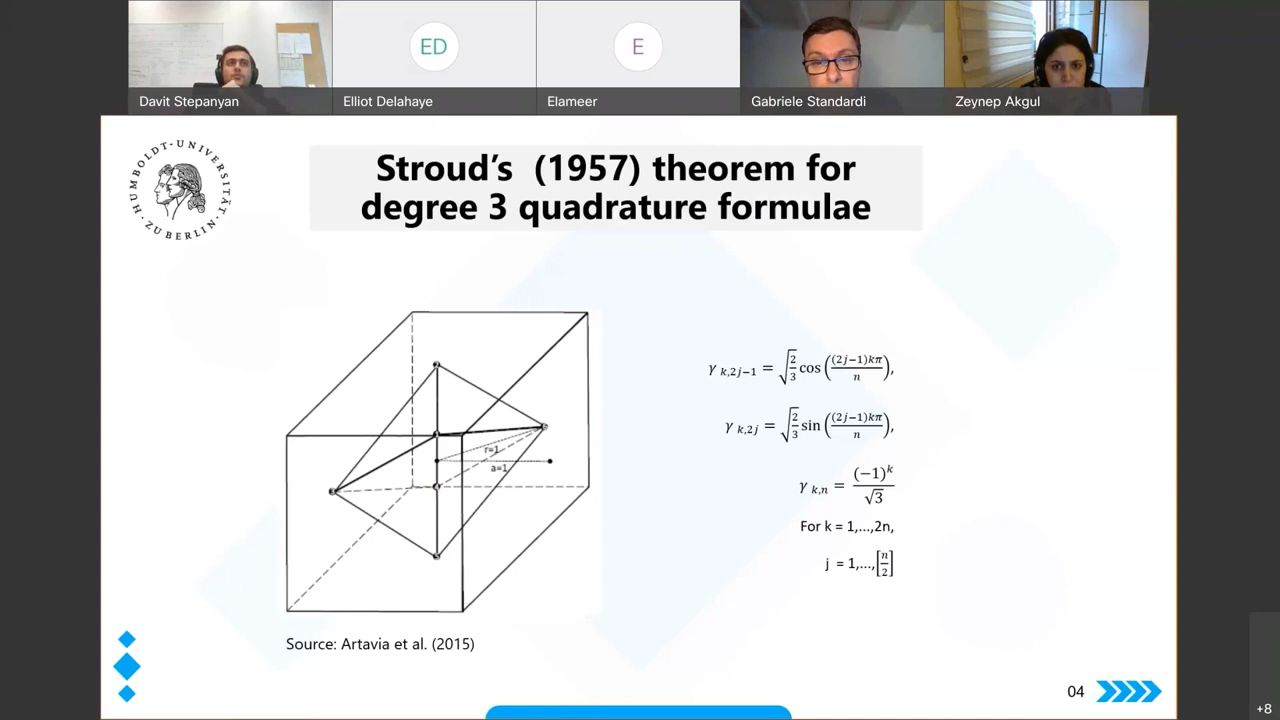 ED
E
Davit Stepanyan
Elliot Delahaye
Elameer
Gabriele Standardi
Zeynep Akgul
HUMBOLDT-UNIVERSITÄT ZU BERLIN
Stroud’s (1957) theorem for
degree 3 quadrature formulae
r=1
a=1
γ k,2j−1 = √(2/3) cos((2j−1)kπ/n),
γ k,2j = √(2/3) sin((2j−1)kπ/n),
γ k,n = (−1)^k/√3
For k = 1,...,2n,
j = 1,...,[n/2]
Source: Artavia et al. (2015)
04
+8